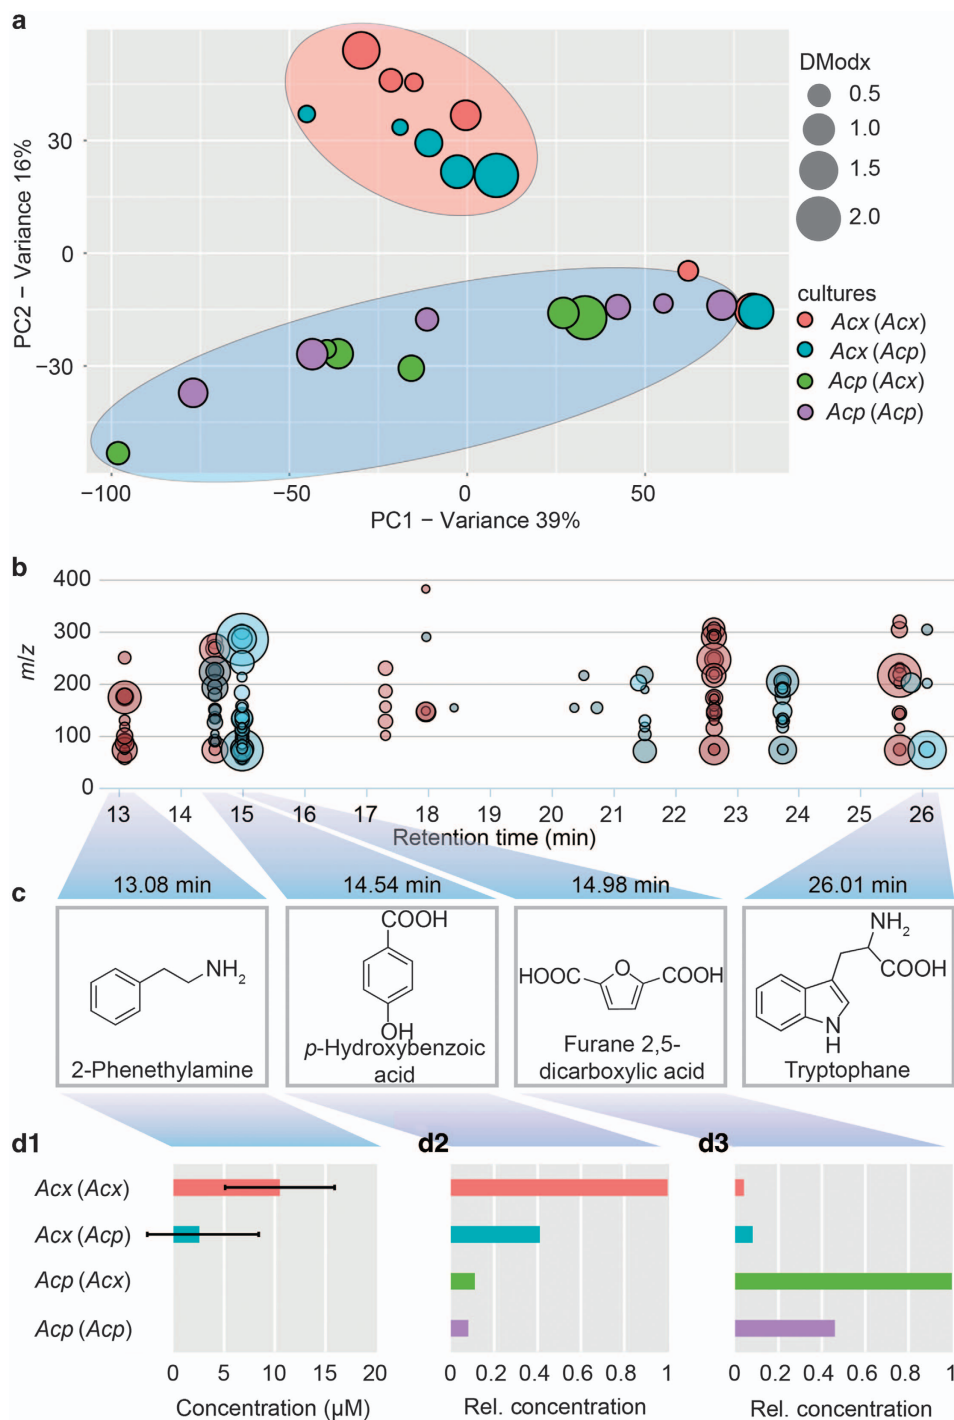 a
DModx
0.5
1.0
1.5
2.0
PC2 – Variance 16%
30
0
−30
cultures
Acx (Acx)
Acx (Acp)
Acp (Acx)
Acp (Acp)
−100
−50
0
50
PC1 – Variance 39%
b
m/z
400
300
200
100
0
13 14 15 16 17 18 19 20 21 22 23 24 25 26
Retention time (min)
c
13.08 min
14.54 min
14.98 min
26.01 min
NH2
2-Phenethylamine
COOH
OH
p-Hydroxybenzoic
acid
HOOC
O
COOH
Furane 2,5-
dicarboxylic acid
NH2
COOH
N
H
Tryptophane
d1
d2
d3
Acx (Acx)
Acx (Acp)
Acp (Acx)
Acp (Acp)
0 5 10 15 20
Concentration (µM)
0 0.2 0.4 0.6 0.8 1
Rel. concentration
0 0.2 0.4 0.6 0.8 1
Rel. concentration